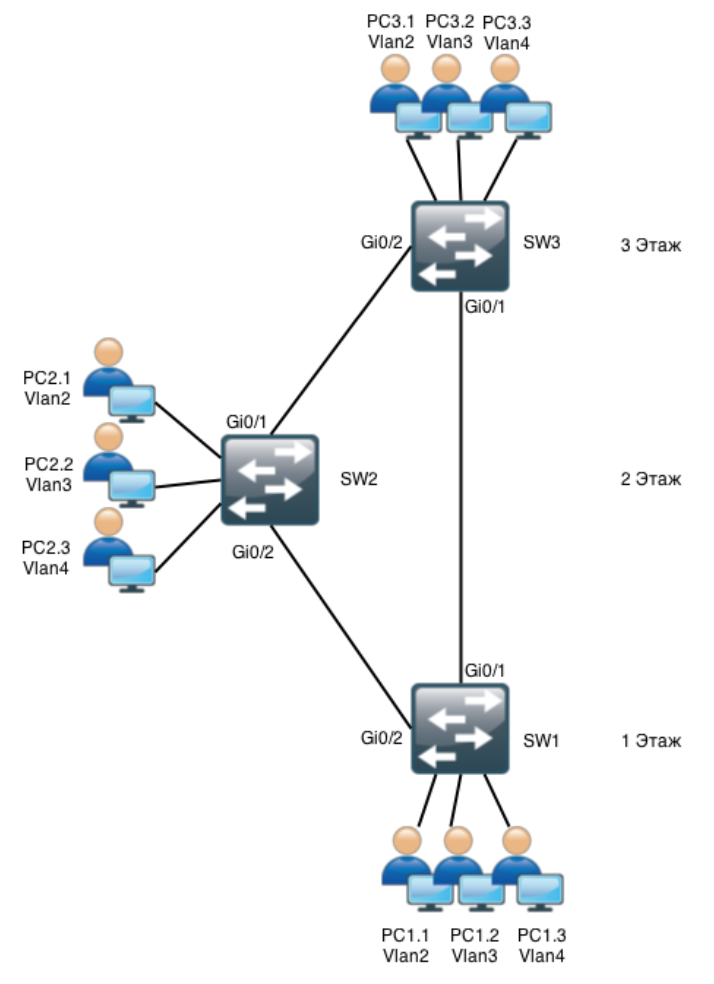 PC3.1 PC3.2 PC3.3
Vlan2 Vlan3 Vlan4
Gi0/2
SW3
3 Этаж
Gi0/1
PC2.1
Vlan2
Gi0/1
PC2.2
Vlan3
SW2
2 Этаж
PC2.3
Vlan4
Gi0/2
Gi0/1
Gi0/2
SW1
1 Этаж
PC1.1 PC1.2 PC1.3
Vlan2 Vlan3 Vlan4